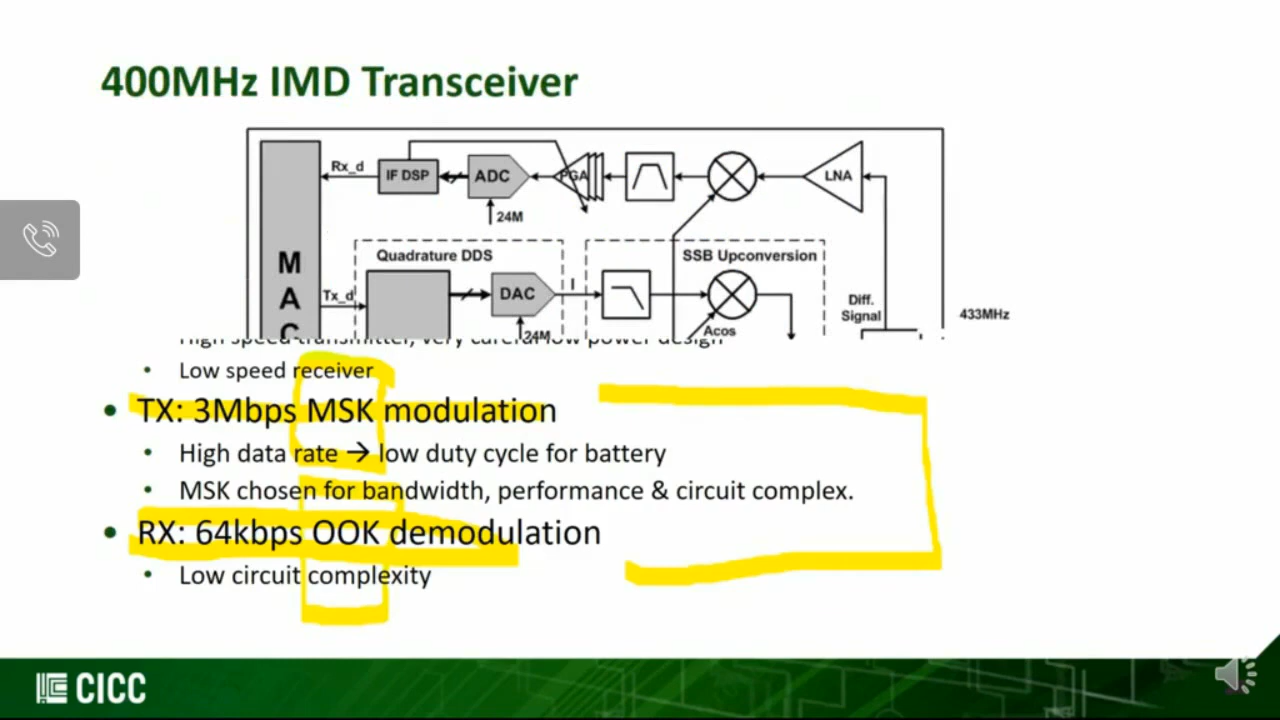 400MHz IMD Transceiver
Rx_d
IF DSP
ADC
PGA
LNA
24M
MAC
Quadrature DDS
SSB Upconversion
Tx_d
DAC
I
Diff.
Signal
433MHz
24M
Acos
High speed transmitter, very careful low power design
• Low speed receiver
• TX: 3Mbps MSK modulation
• High data rate → low duty cycle for battery
• MSK chosen for bandwidth, performance & circuit complex.
• RX: 64kbps OOK demodulation
• Low circuit complexity
CICC